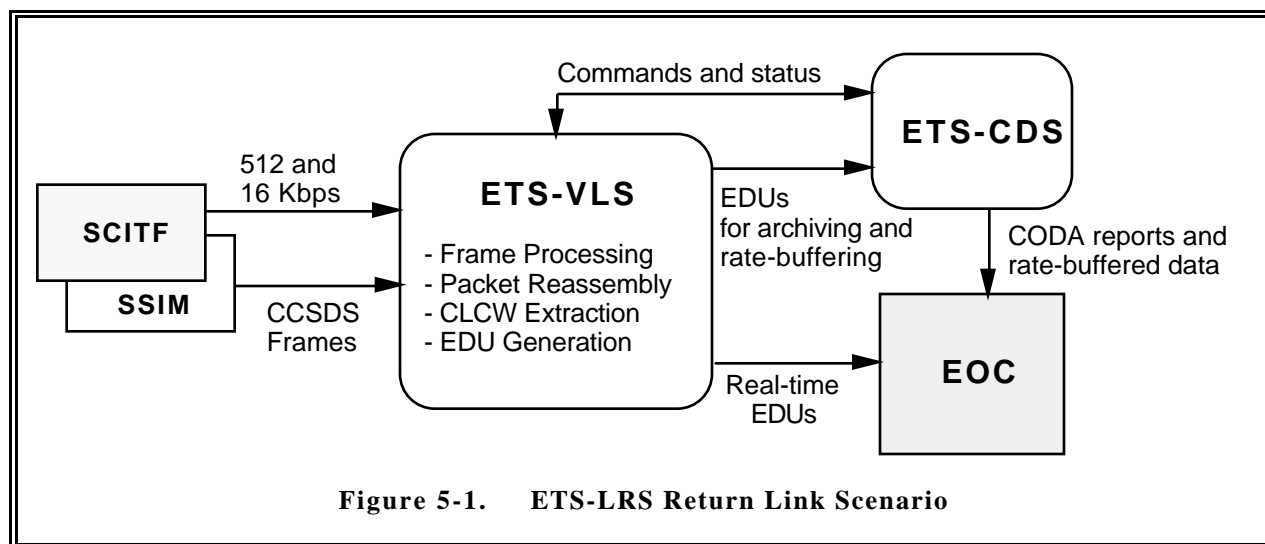 Commands and status
ETS-CDS
512 and
16 Kbps
SCITF
SSIM
CCSDS
Frames
ETS-VLS
- Frame Processing
- Packet Reassembly
- CLCW Extraction
- EDU Generation
EDUs
for archiving and
rate-buffering
CODA reports and
rate-buffered data
Real-time
EDUs
EOC
Figure 5-1. ETS-LRS Return Link Scenario